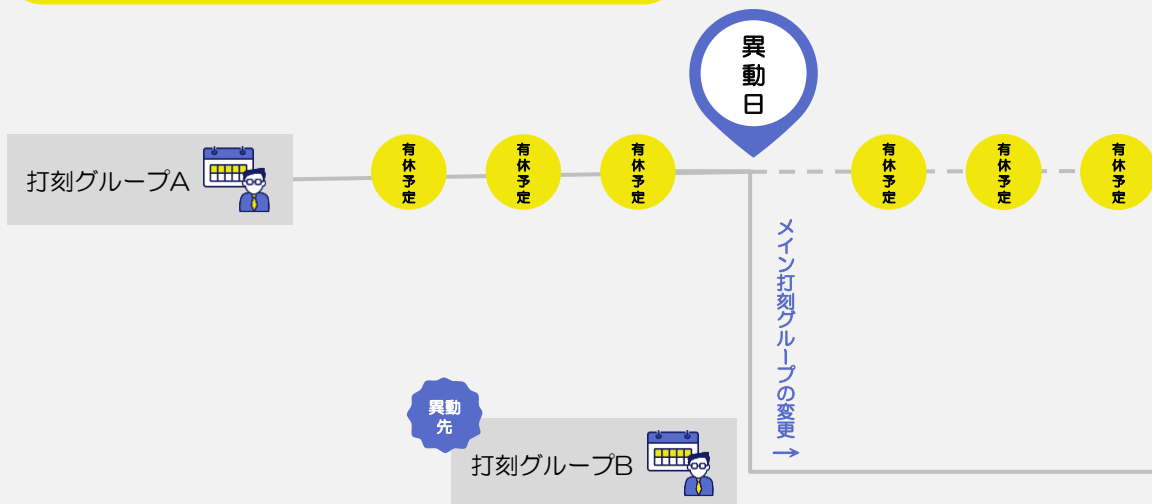 異動日
打刻グループA
有休予定
有休予定
有休予定
有休予定
有休予定
有休予定
メイン打刻グループの変更→
異動
先
打刻グループB